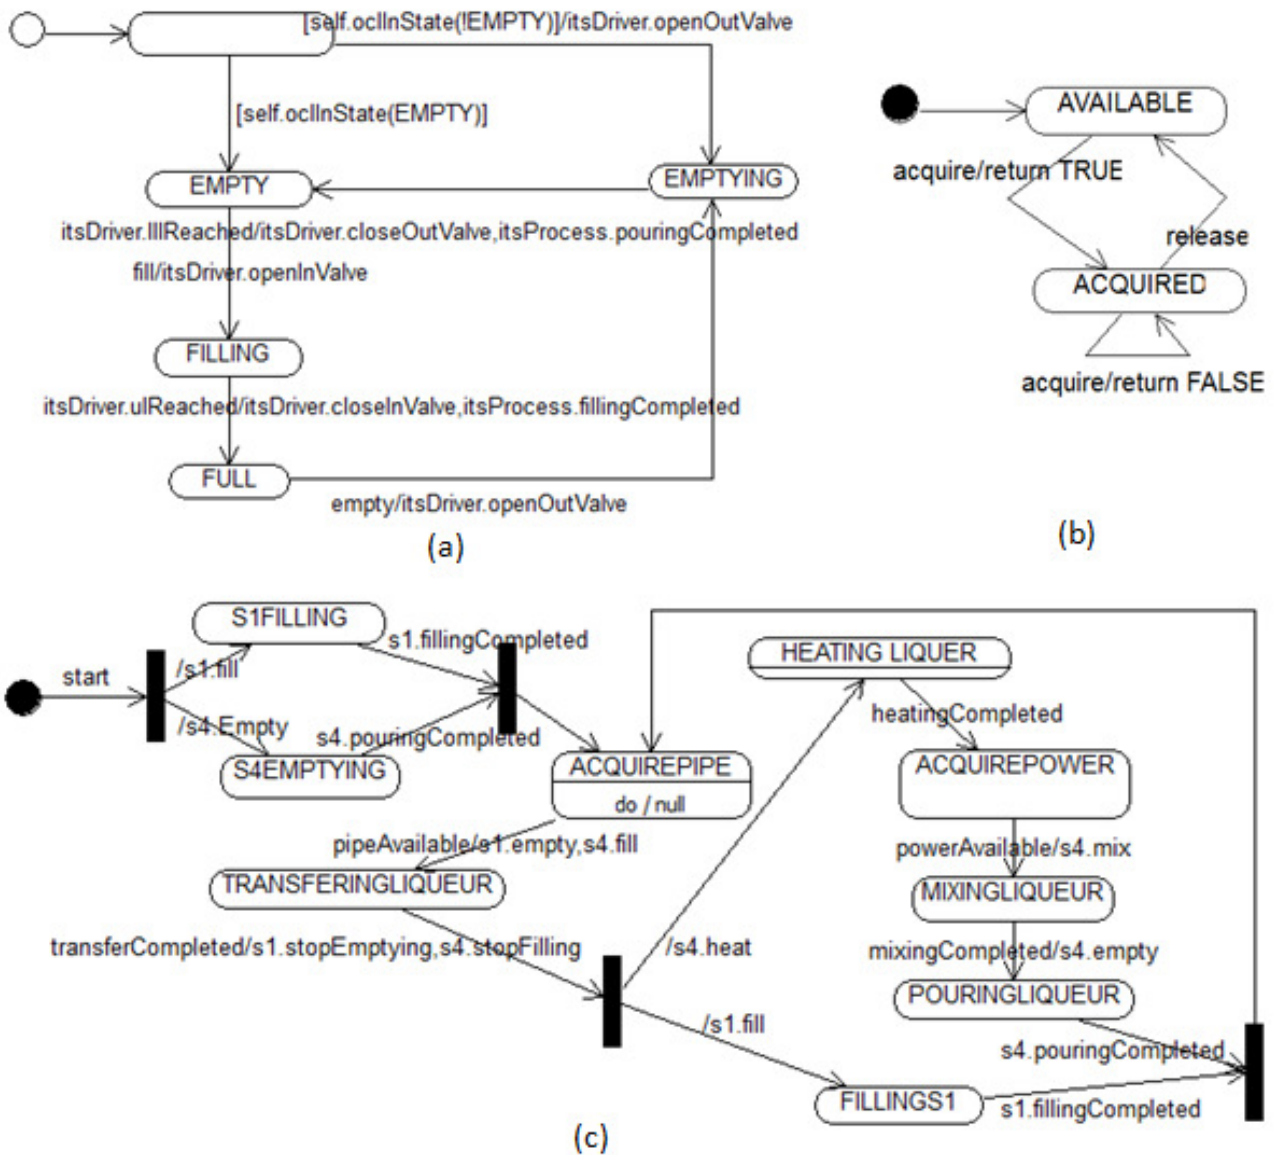 [self.oclInState(!EMPTY)]/itsDriver.openOutValve
[self.oclInState(EMPTY)]
EMPTY
EMPTYING
itsDriver.lllReached/itsDriver.closeOutValve,itsProcess.pouringCompleted
fill/itsDriver.openInValve
FILLING
itsDriver.ulReached/itsDriver.closeInValve,itsProcess.fillingCompleted
FULL
empty/itsDriver.openOutValve
(a)
AVAILABLE
acquire/return TRUE
release
ACQUIRED
acquire/return FALSE
(b)
S1FILLING
s1.fillingCompleted
start
/s1.fill
/s4.Empty
s4.pouringCompleted
S4EMPTYING
ACQUIREPIPE
do / null
pipeAvailable/s1.empty,s4.fill
TRANSFERINGLIQUEUR
transferCompleted/s1.stopEmptying,s4.stopFilling
HEATING LIQUER
heatingCompleted
ACQUIREPOWER
powerAvailable/s4.mix
MIXINGLIQUEUR
/s4.heat
mixingCompleted/s4.empty
POURINGLIQUEUR
/s1.fill
s4.pouringCompleted
FILLINGS1
s1.fillingCompleted
(c)